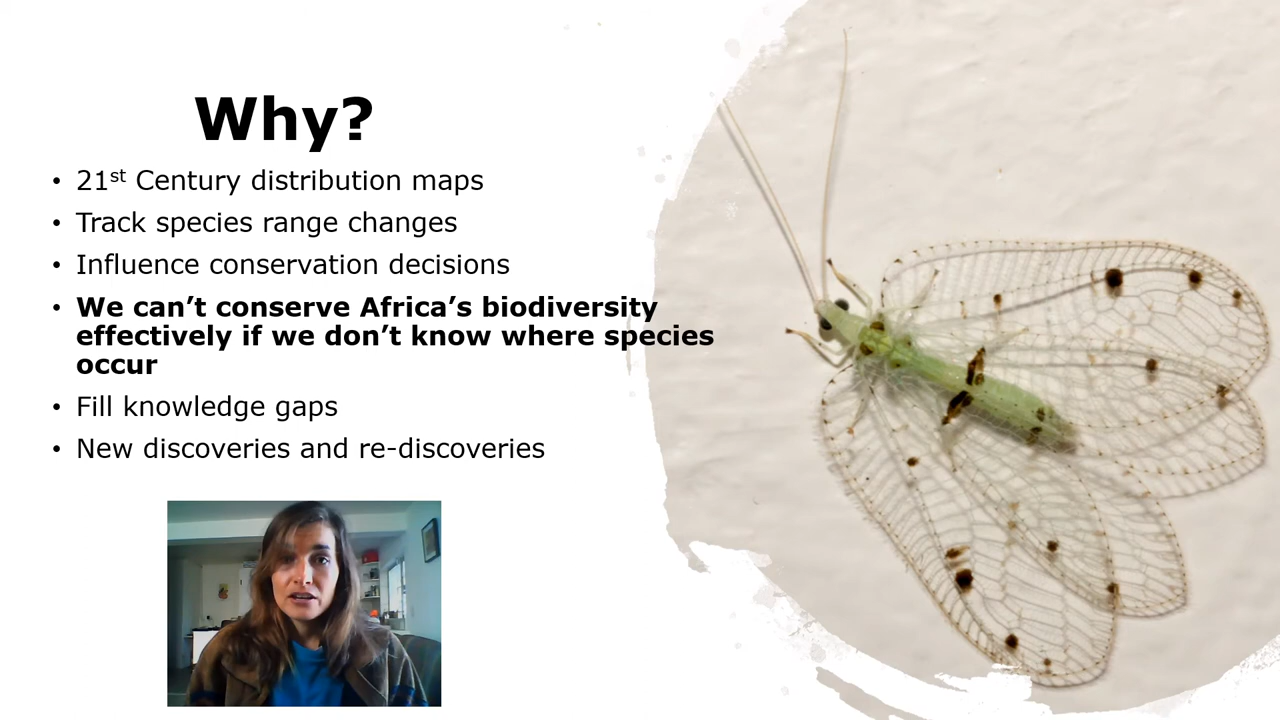 Why?
• 21st Century distribution maps
• Track species range changes
• Influence conservation decisions
• We can’t conserve Africa’s biodiversity
effectively if we don’t know where species
occur
• Fill knowledge gaps
• New discoveries and re-discoveries